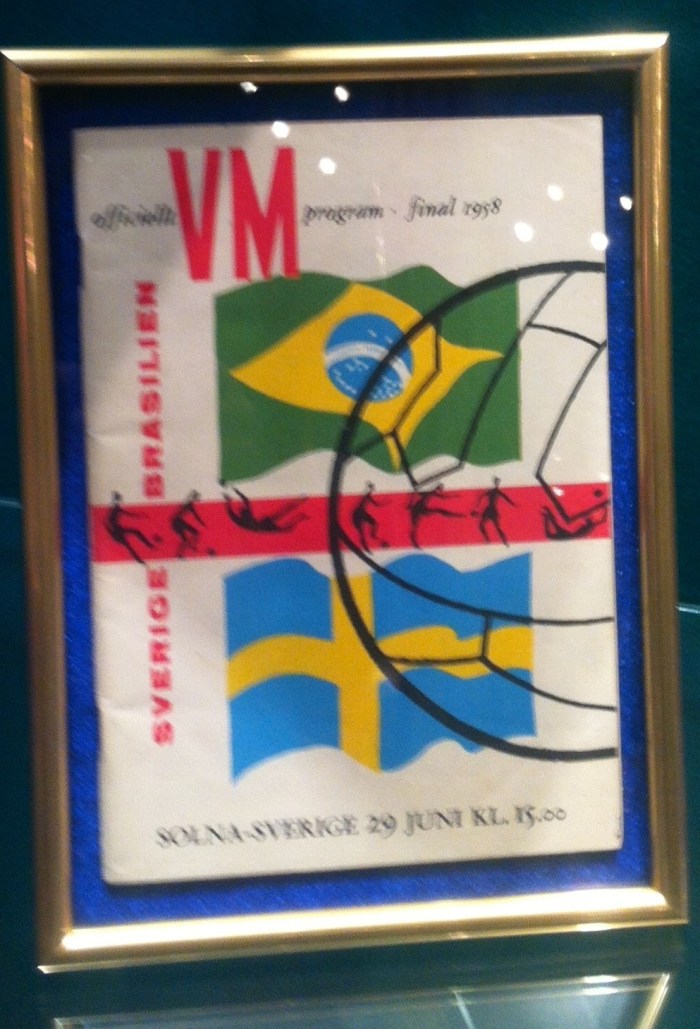 officiellt VM program - final 1958
SVERIGE BRASILIEN
SOLNA-SVERIGE 29 JUNI KL. 15.00